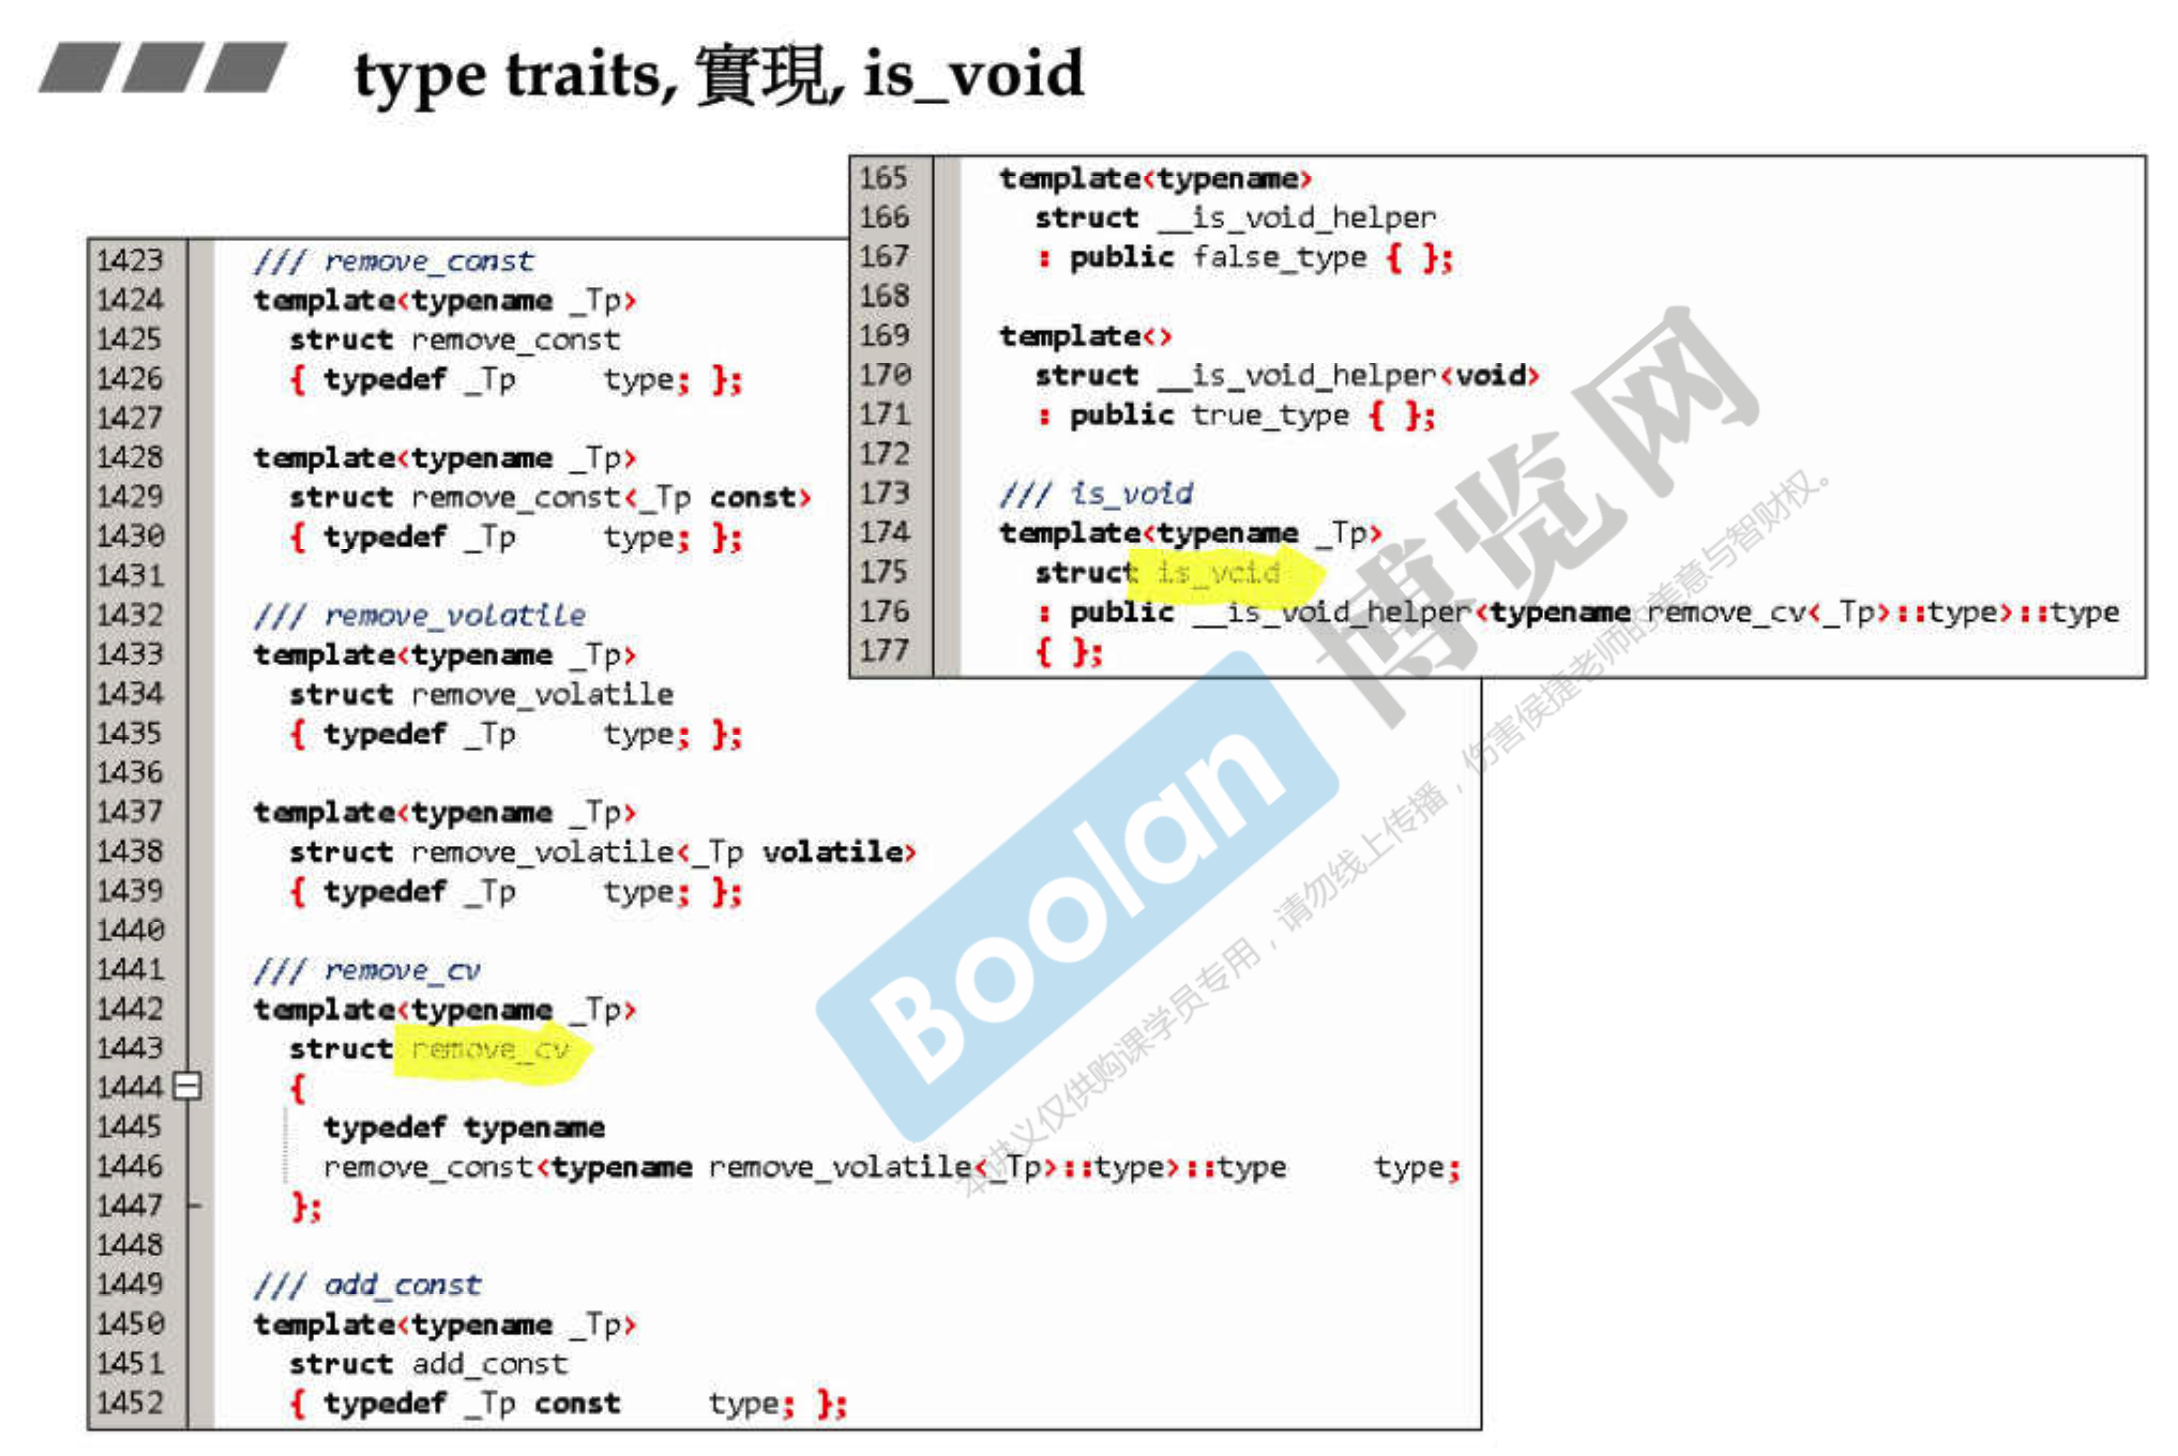 type traits, 實現, is_void
165 template<typename>
166 struct __is_void_helper
167 : public false_type { };
168
169 template<>
170 struct __is_void_helper<void>
171 : public true_type { };
172
173 /// is_void
174 template<typename _Tp>
175 struct is_void
176 : public __is_void_helper<typename remove_cv<_Tp>::type>::type
177 { };
1423 /// remove_const
1424 template<typename _Tp>
1425 struct remove_const
1426 { typedef _Tp     type; };
1427
1428 template<typename _Tp>
1429 struct remove_const<_Tp const>
1430 { typedef _Tp     type; };
1431
1432 /// remove_volatile
1433 template<typename _Tp>
1434 struct remove_volatile
1435 { typedef _Tp     type; };
1436
1437 template<typename _Tp>
1438 struct remove_volatile<_Tp volatile>
1439 { typedef _Tp     type; };
1440
1441 /// remove_cv
1442 template<typename _Tp>
1443 struct remove_cv
1444 {
1445 typedef typename
1446 remove_const<typename remove_volatile<_Tp>::type>::type     type;
1447 };
1448
1449 /// add_const
1450 template<typename _Tp>
1451 struct add_const
1452 { typedef _Tp const     type; };
Boolan 博览网
本讲义仅供购课学员专用，请勿线上传播，伤害侯捷老师的美意与智财权。